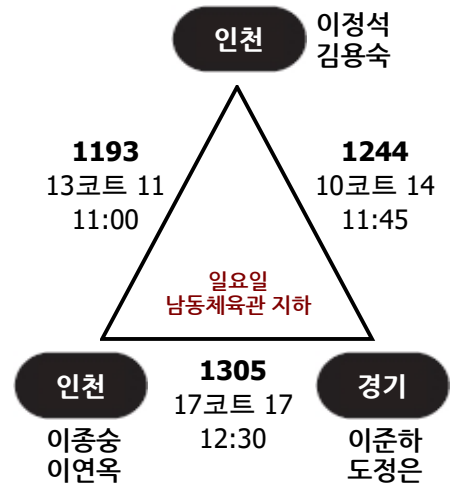 인천
이정석
김용숙
1193
13코트 11
11:00
1244
10코트 14
11:45
일요일
남동체육관 지하
인천
이종숭
이연옥
1305
17코트 17
12:30
경기
이준하
도정은